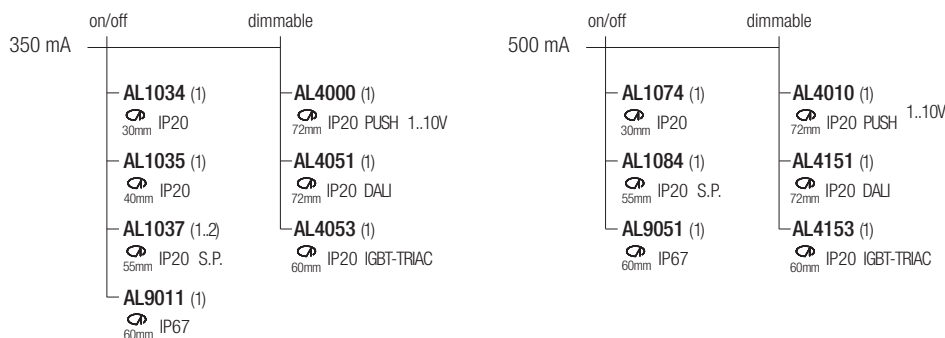 on/off dimmable
350 mA
AL1034 (1) AL4000 (1)
30mm IP20 72mm IP20 PUSH 1..10V
AL1035 (1) AL4051 (1)
40mm IP20 72mm IP20 DALI
AL1037 (1..2) AL4053 (1)
55mm IP20 S.P. 60mm IP20 IGBT-TRIAC
AL9011 (1)
60mm IP67
on/off dimmable
500 mA
AL1074 (1) AL4010 (1)
30mm IP20 72mm IP20 PUSH 1..10V
AL1084 (1) AL4151 (1)
55mm IP20 S.P. 72mm IP20 DALI
AL9051 (1) AL4153 (1)
60mm IP67 60mm IP20 IGBT-TRIAC